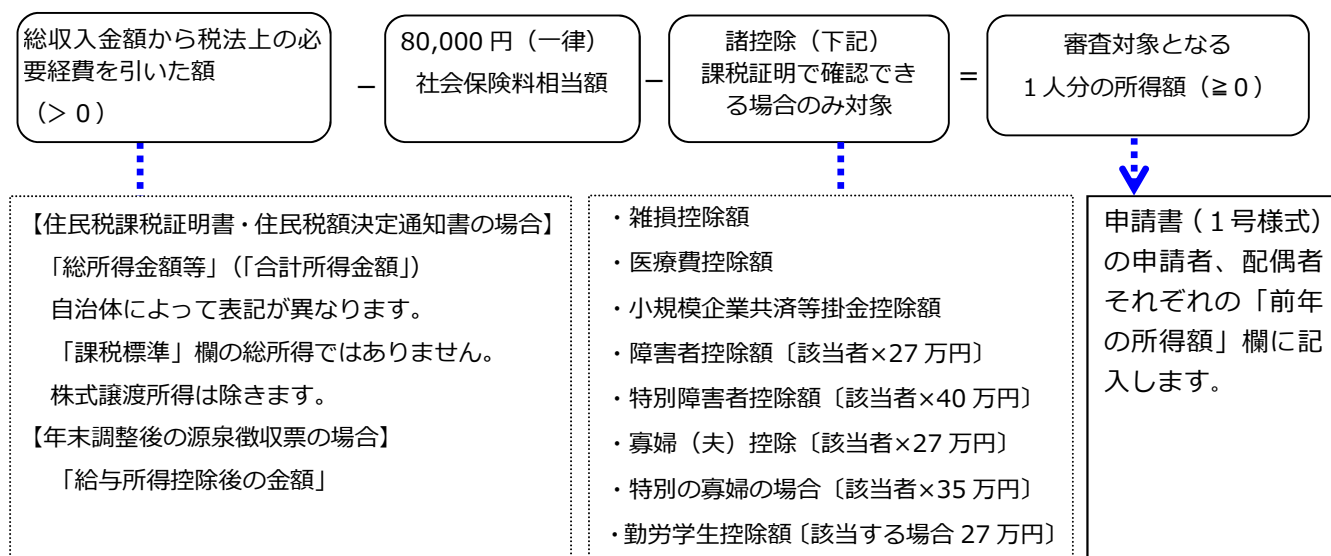 総収入金額から税法上の必
要経費を引いた額
(> 0 )
−
80,000 円（一律）
社会保険料相当額
−
諸控除（下記）
課税証明で確認でき
る場合のみ対象
=
審査対象となる
１人分の所得額（≧０）
【住民税課税証明書・住民税額決定通知書の場合】
「総所得金額等」（「合計所得金額」）
自治体によって表記が異なります。
「課税標準」欄の総所得ではありません。
株式譲渡所得は除きます。
【年末調整後の源泉徴収票の場合】
「給与所得控除後の金額」
・雑損控除額
・医療費控除額
・小規模企業共済等掛金控除額
・障害者控除額〔該当者×27 万円〕
・特別障害者控除額〔該当者×40 万円〕
・寡婦（夫）控除〔該当者×27 万円〕
・特別の寡婦の場合〔該当者×35 万円〕
・勤労学生控除額〔該当する場合 27 万円〕
申請書（１号様式）
の申請者、配偶者
それぞれの「前年
の所得額」欄に記
入します。